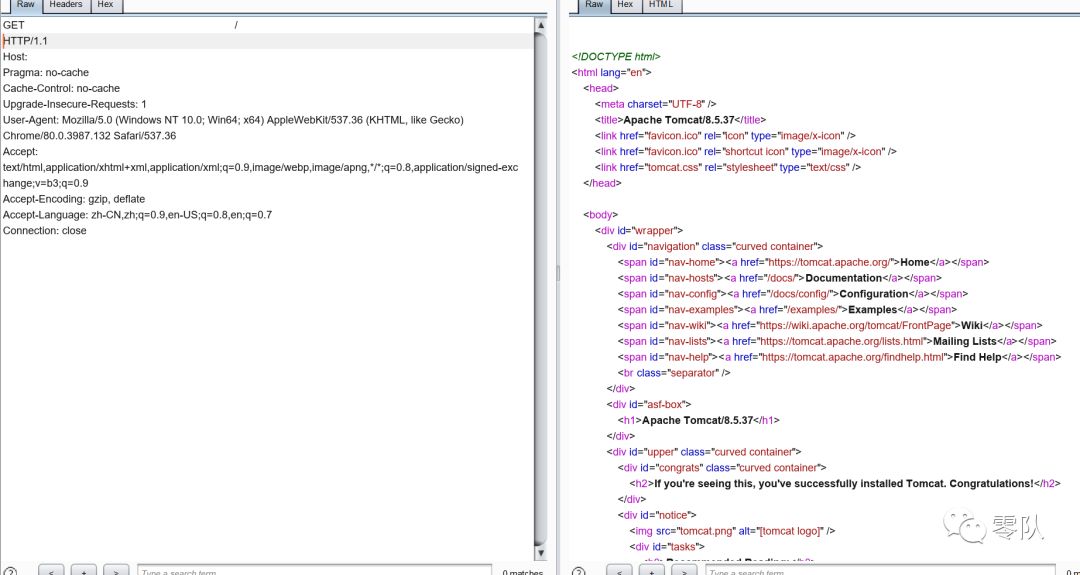 Raw Headers Hex
GET /
HTTP/1.1
Host:
Pragma: no-cache
Cache-Control: no-cache
Upgrade-Insecure-Requests: 1
User-Agent: Mozilla/5.0 (Windows NT 10.0; Win64; x64) AppleWebKit/537.36 (KHTML, like Gecko)
Chrome/80.0.3987.132 Safari/537.36
Accept:
text/html,application/xhtml+xml,application/xml;q=0.9,image/webp,image/apng,*/*;q=0.8,application/signed-exc
hange;v=b3;q=0.9
Accept-Encoding: gzip, deflate
Accept-Language: zh-CN,zh;q=0.9,en-US;q=0.8,en;q=0.7
Connection: close
? < + > Type a search term 0 matches
Raw Hex HTML
<!DOCTYPE html>
<html lang="en">
<head>
<meta charset="UTF-8" />
<title>Apache Tomcat/8.5.37</title>
<link href="favicon.ico" rel="icon" type="image/x-icon" />
<link href="favicon.ico" rel="shortcut icon" type="image/x-icon" />
<link href="tomcat.css" rel="stylesheet" type="text/css" />
</head>
<body>
<div id="wrapper">
<div id="navigation" class="curved container">
<span id="nav-home"><a href="https://tomcat.apache.org/">Home</a></span>
<span id="nav-hosts"><a href="/docs/">Documentation</a></span>
<span id="nav-config"><a href="/docs/config/">Configuration</a></span>
<span id="nav-examples"><a href="/examples/">Examples</a></span>
<span id="nav-wiki"><a href="https://wiki.apache.org/tomcat/FrontPage">Wiki</a></span>
<span id="nav-lists"><a href="https://tomcat.apache.org/lists.html">Mailing Lists</a></span>
<span id="nav-help"><a href="https://tomcat.apache.org/findhelp.html">Find Help</a></span>
<br class="separator" />
</div>
<div id="asf-box">
<h1>Apache Tomcat/8.5.37</h1>
</div>
<div id="upper" class="curved container">
<div id="congrats" class="curved container">
<h2>If you're seeing this, you've successfully installed Tomcat. Congratulations!</h2>
</div>
<div id="notice">
<img src="tomcat.png" alt="[tomcat logo]" />
<div id="tasks">
? < + > Type a search term 0 m
零队